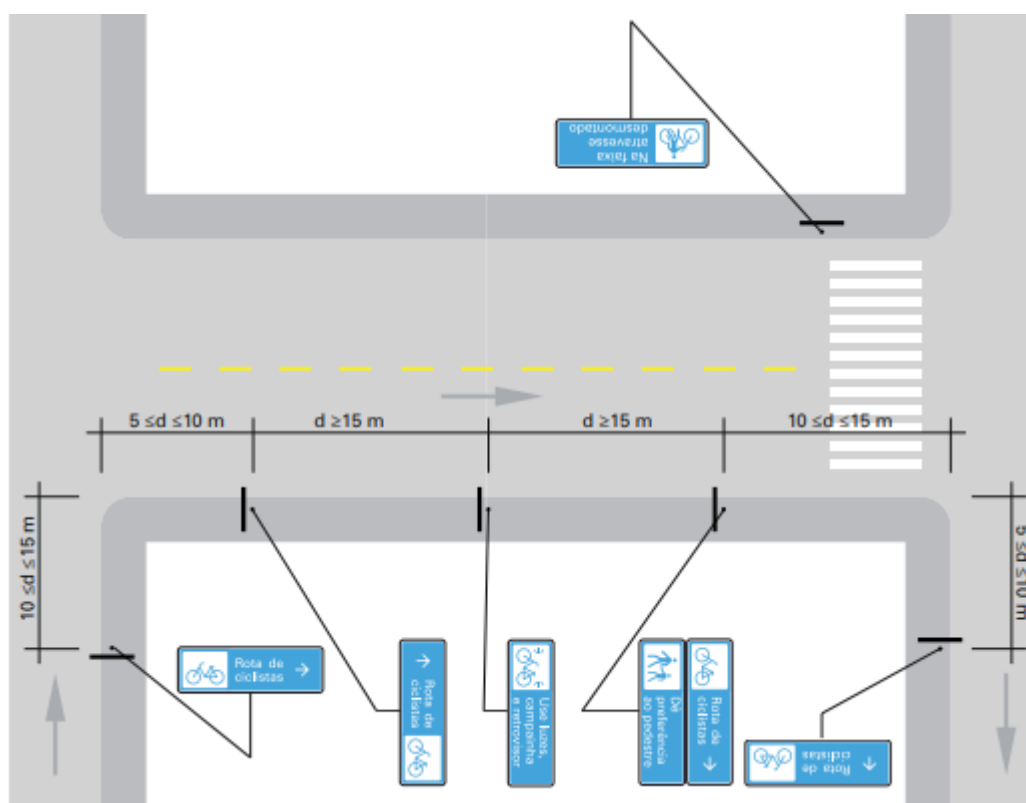 Na faixa
atravesse
desmontado
5 ≤d ≤10 m
d ≥15 m
d ≥15 m
10 ≤d ≤15 m
10 ≤d ≤15 m
5 ≤d ≤10 m
Rota de
ciclistas
Rota de
ciclistas
Use luzes,
campainha
e retrovisor
Dê
preferência
ao pedestre
Rota de
ciclistas
Rota de
ciclistas